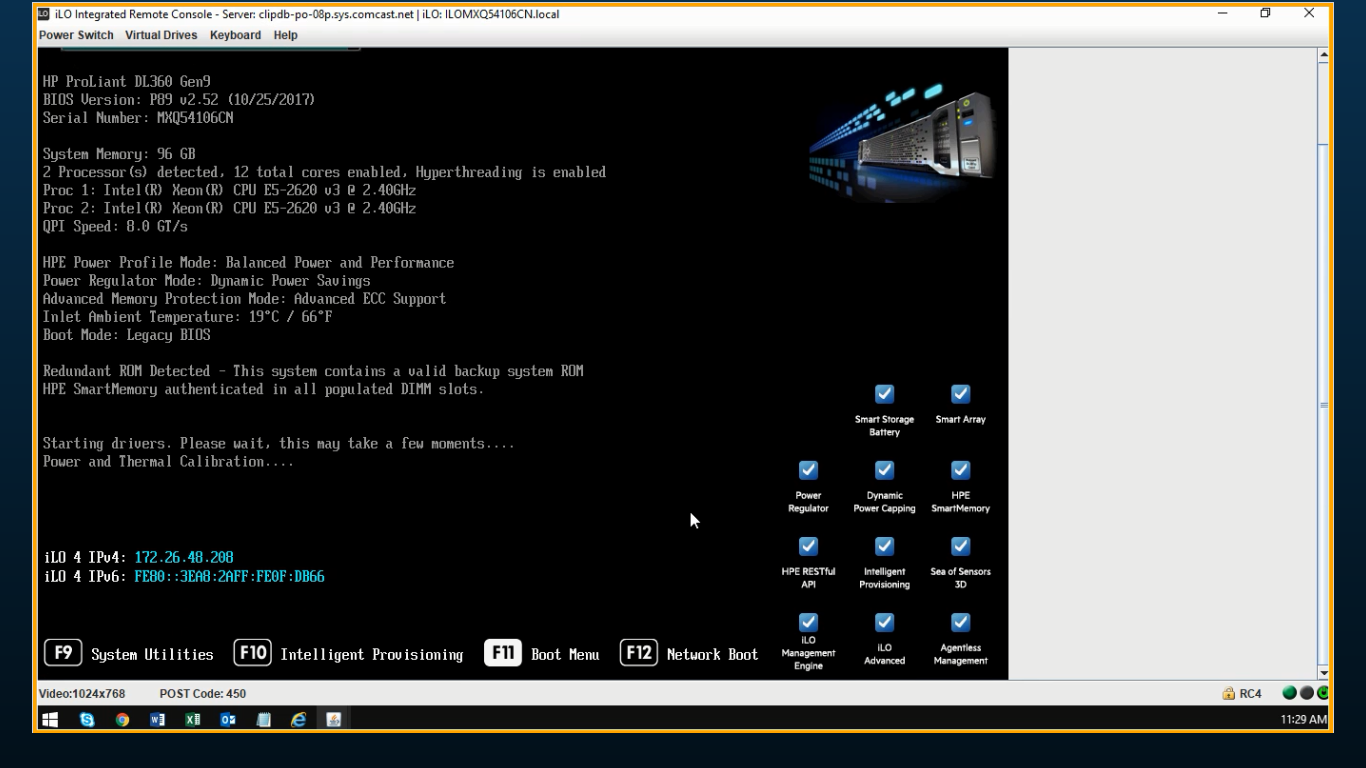 iLO Integrated Remote Console - Server: clipdb-po-08p.sys.comcast.net | iLO: ILOMXQ54106CN.local
Power Switch Virtual Drives Keyboard Help
HP ProLiant DL360 Gen9
BIOS Version: P89 v2.52 (10/25/2017)
Serial Number: MXQ54106CN
System Memory: 96 GB
2 Processor(s) detected, 12 total cores enabled, Hyperthreading is enabled
Proc 1: Intel(R) Xeon(R) CPU E5-2620 v3 @ 2.40GHz
Proc 2: Intel(R) Xeon(R) CPU E5-2620 v3 @ 2.40GHz
QPI Speed: 8.0 GT/s
HPE Power Profile Mode: Balanced Power and Performance
Power Regulator Mode: Dynamic Power Savings
Advanced Memory Protection Mode: Advanced ECC Support
Inlet Ambient Temperature: 19°C / 66°F
Boot Mode: Legacy BIOS
Redundant ROM Detected - This system contains a valid backup system ROM
HPE SmartMemory authenticated in all populated DIMM slots.
Starting drivers. Please wait, this may take a few moments....
Power and Thermal Calibration....
Smart Storage
Battery
Smart Array
Power
Regulator
Dynamic
Power Capping
HPE
SmartMemory
HPE RESTful
API
Intelligent
Provisioning
Sea of Sensors
3D
iLO
Management
Engine
iLO
Advanced
Agentless
Management
iLO 4 IPv4: 172.26.48.208
iLO 4 IPv6: FE80::3EA8:2AFF:FE0F:DB66
F9 System Utilities F10 Intelligent Provisioning F11 Boot Menu F12 Network Boot
Video:1024x768 POST Code: 450 RC4
11:29 AM